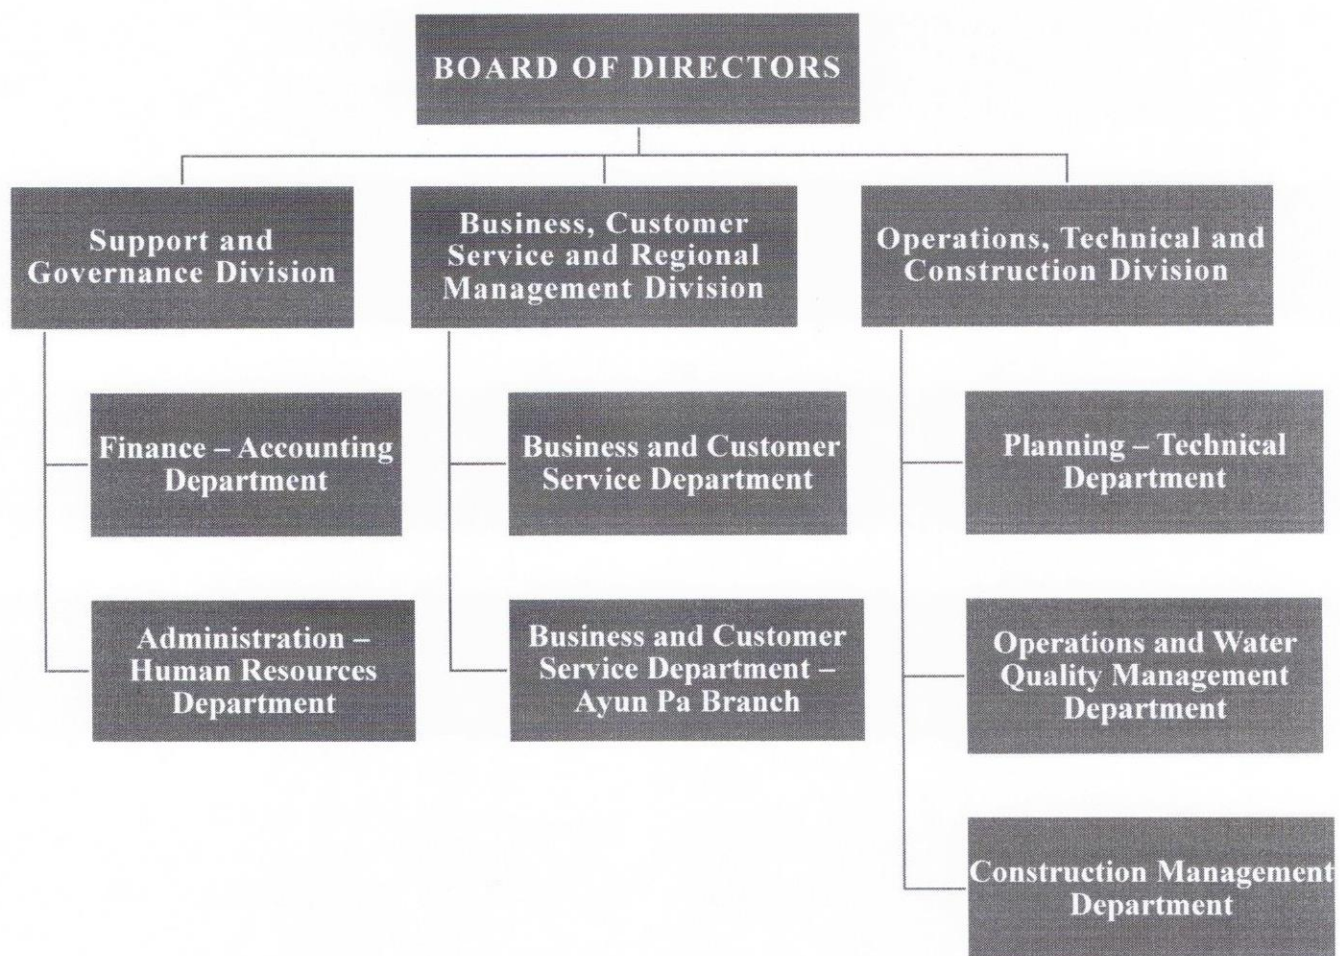 BOARD OF DIRECTORS
Support and
Governance Division
Business, Customer
Service and Regional
Management Division
Operations, Technical and
Construction Division
Finance – Accounting
Department
Business and Customer
Service Department
Planning – Technical
Department
Administration –
Human Resources
Department
Business and Customer
Service Department –
Ayun Pa Branch
Operations and Water
Quality Management
Department
Construction Management
Department